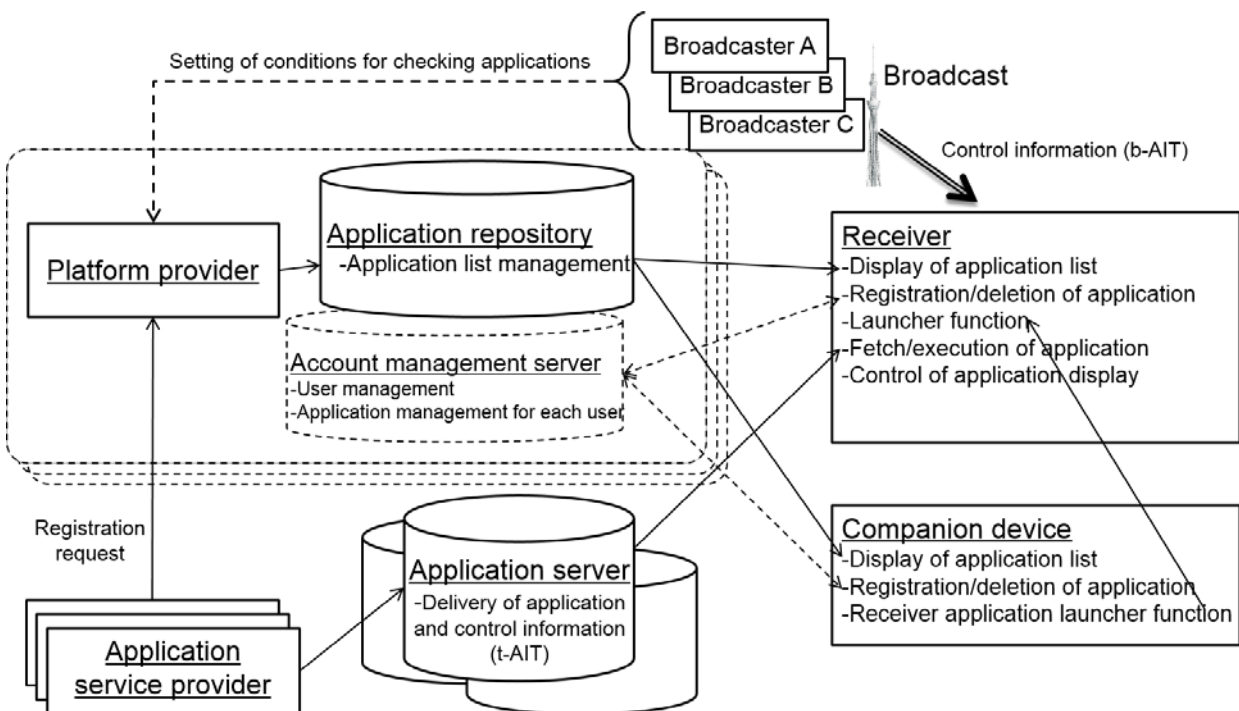 Setting of conditions for checking applications
Broadcaster A
Broadcaster B
Broadcaster C
Broadcast
Control information (b-AIT)
Platform provider
Application repository
-Application list management
Account management server
-User management
-Application management for each user
Receiver
-Display of application list
-Registration/deletion of application
-Launcher function
-Fetch/execution of application
-Control of application display
Registration
request
Application server
-Delivery of application
and control information
(t-AIT)
Application
service provider
Companion device
-Display of application list
-Registration/deletion of application
-Receiver application launcher function